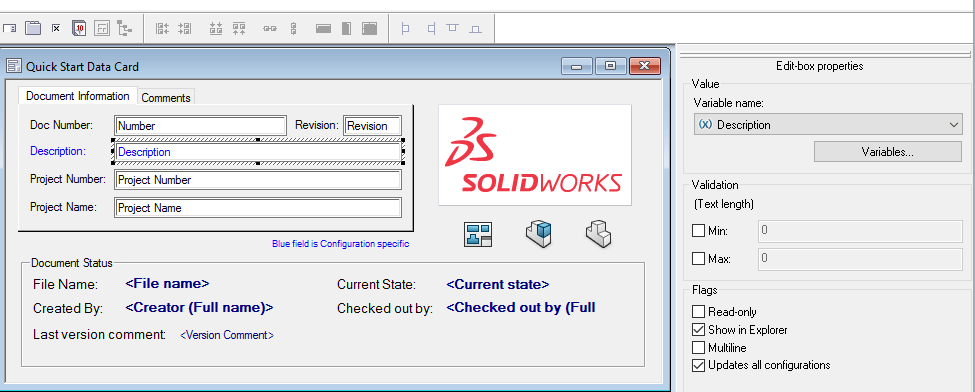 10
Quick Start Data Card
Document Information Comments
Doc Number: Number Revision: Revision
Description: Description
Project Number: Project Number
Project Name: Project Name
Blue field is Configuration specific
SOLIDWORKS
Document Status
File Name: <File name> Current State: <Current state>
Created By: <Creator (Full name)> Checked out by: <Checked out by (Full
Last version comment: <Version Comment>
Edit-box properties
Value
Variable name:
(x) Description
Variables...
Validation
(Text length)
Min: 0
Max: 0
Flags
Read-only
Show in Explorer
Multiline
Updates all configurations